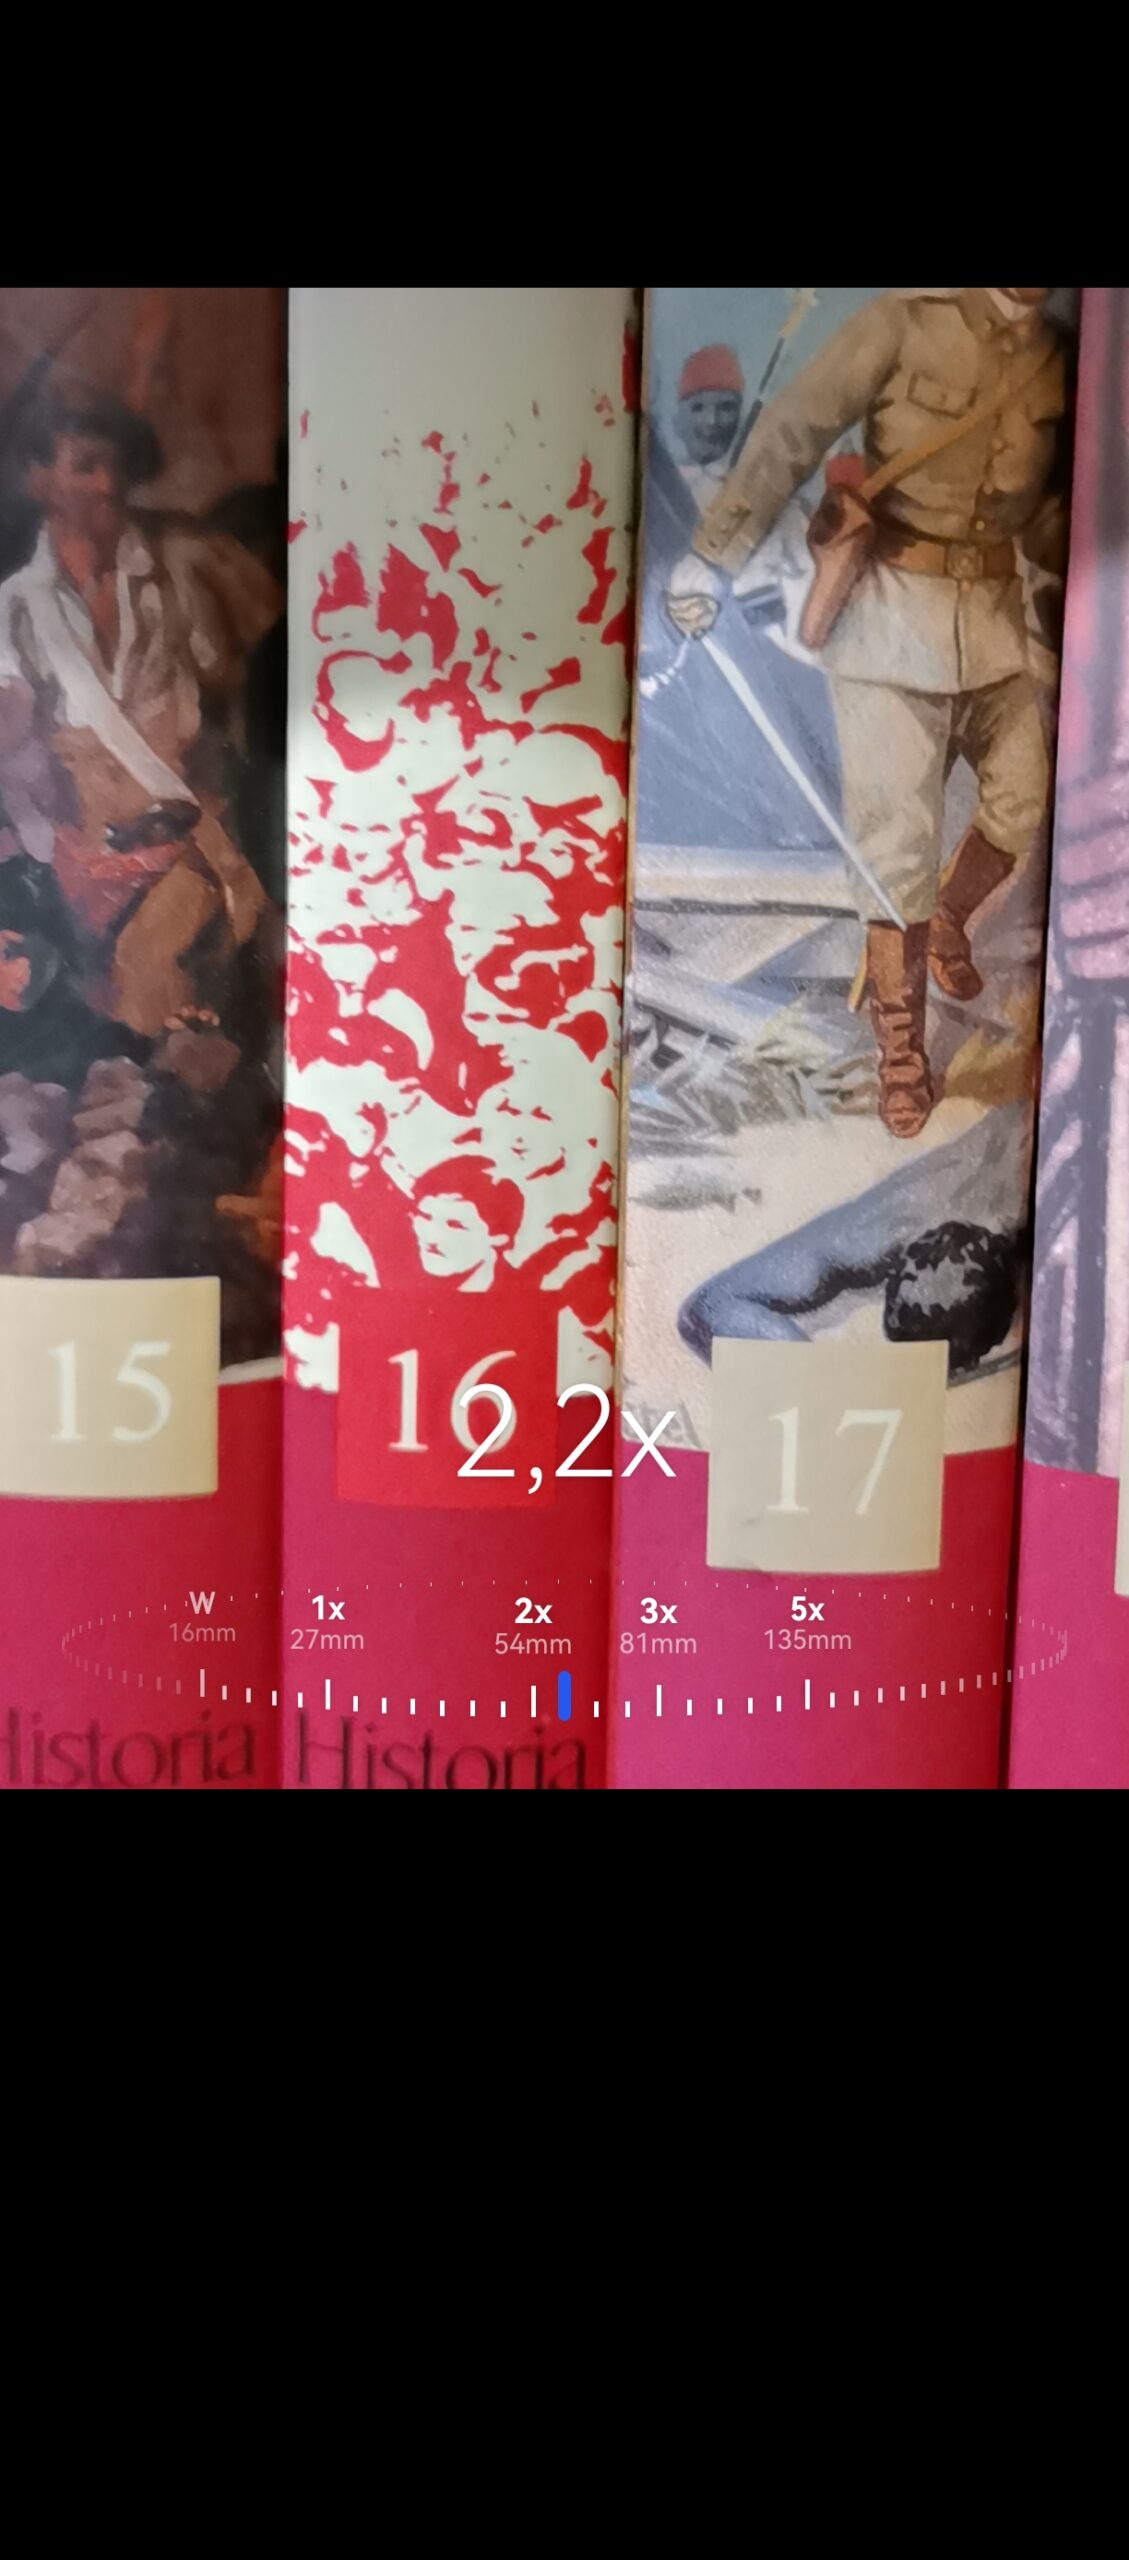 15
16
17
2,2x
W
1x
2x
3x
5x
16mm
27mm
54mm
81mm
135mm
Historia
Historia